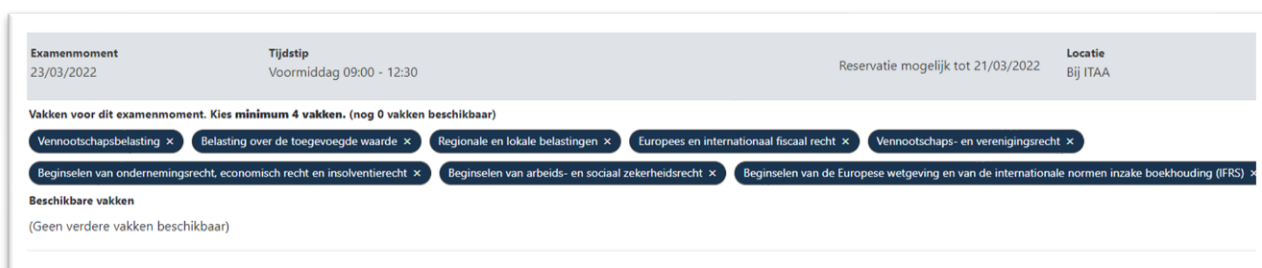 Examenmoment Tijdstip Locatie
23/03/2022 Voormiddag 09:00 - 12:30 Reservatie mogelijk tot 21/03/2022 Bij ITAA
Vakken voor dit examenmoment. Kies minimum 4 vakken. (nog 0 vakken beschikbaar)
Vennootschapsbelasting × Belasting over de toegevoegde waarde × Regionale en lokale belastingen × Europees en internationaal fiscaal recht × Vennootschaps- en verenigingsrecht ×
Beginselen van ondernemingsrecht, economisch recht en insolventierecht × Beginselen van arbeids- en sociaal zekerheidsrecht × Beginselen van de Europese wetgeving en van de internationale normen inzake boekhouding (IFRS) ×
Beschikbare vakken
(Geen verdere vakken beschikbaar)